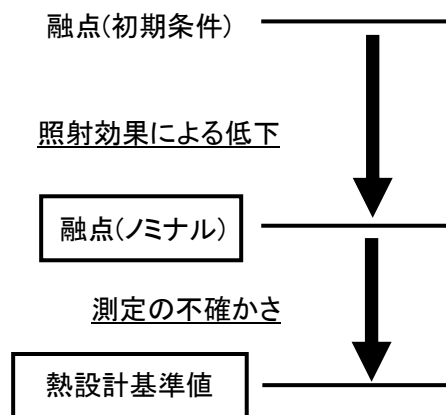 融点(初期条件)
照射効果による低下
融点(ノミナル)
測定の不確かさ
熱設計基準値